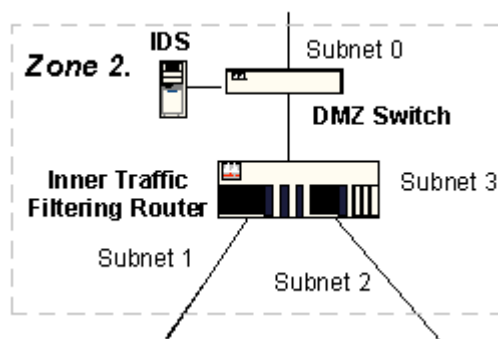 IDS
Subnet 0
Zone 2.
DMZ Switch
Inner Traffic
Filtering Router
Subnet 3
Subnet 1
Subnet 2